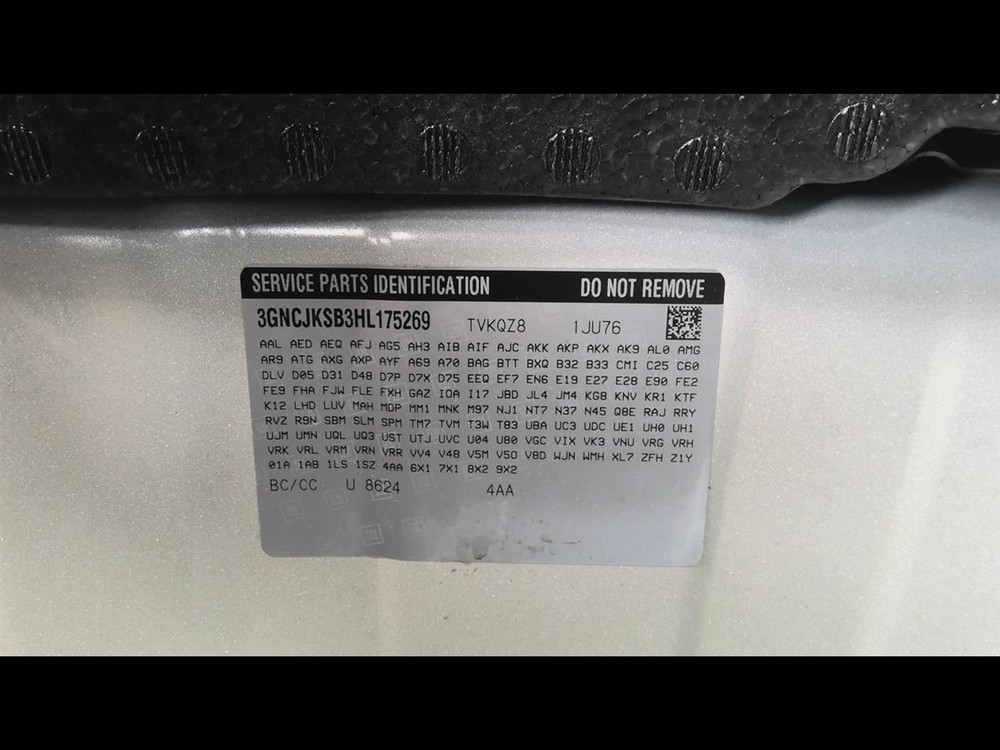 SERVICE PARTS IDENTIFICATION DO NOT REMOVE
3GNCJKSB3HL175269 TVKQZ8 1JU76
AAL AED AEQ AFJ AG5 AH3 AIB AIF AJC AKK AKP AKX AK9 AL0 AMG
AR9 ATG AXG AXP AYF A69 A70 BAG BTT BXQ B32 B33 CMI C25 C60
DLV D05 D31 D48 D7P D7X D75 EEQ EF7 EN6 E19 E27 E28 E90 FE2
FE9 FHA FJW FLE FXH GAZ IOA I17 JBD JL4 JM4 KG8 KNV KR1 KTF
K12 LHD LUV MAH MDP MM1 MNK M97 NJ1 NT7 N37 N45 Q8E RAJ RRY
RVZ R9N SBM SLM SPM TM7 TVM T3W T83 UBA UC3 UDC UE1 UH0 UH1
UJM UMN UQL UQ3 UST UTJ UVC U04 U80 VGC VIX VK3 VNU VRG VRH
VRK VRL VRM VRN VRR VV4 V48 V5M V50 V8D WJN WMH XL7 ZFH Z1Y
01A 1AB 1LS 1SZ 4AA 6X1 7X1 8X2 9X2
BC/CC U 8624 4AA